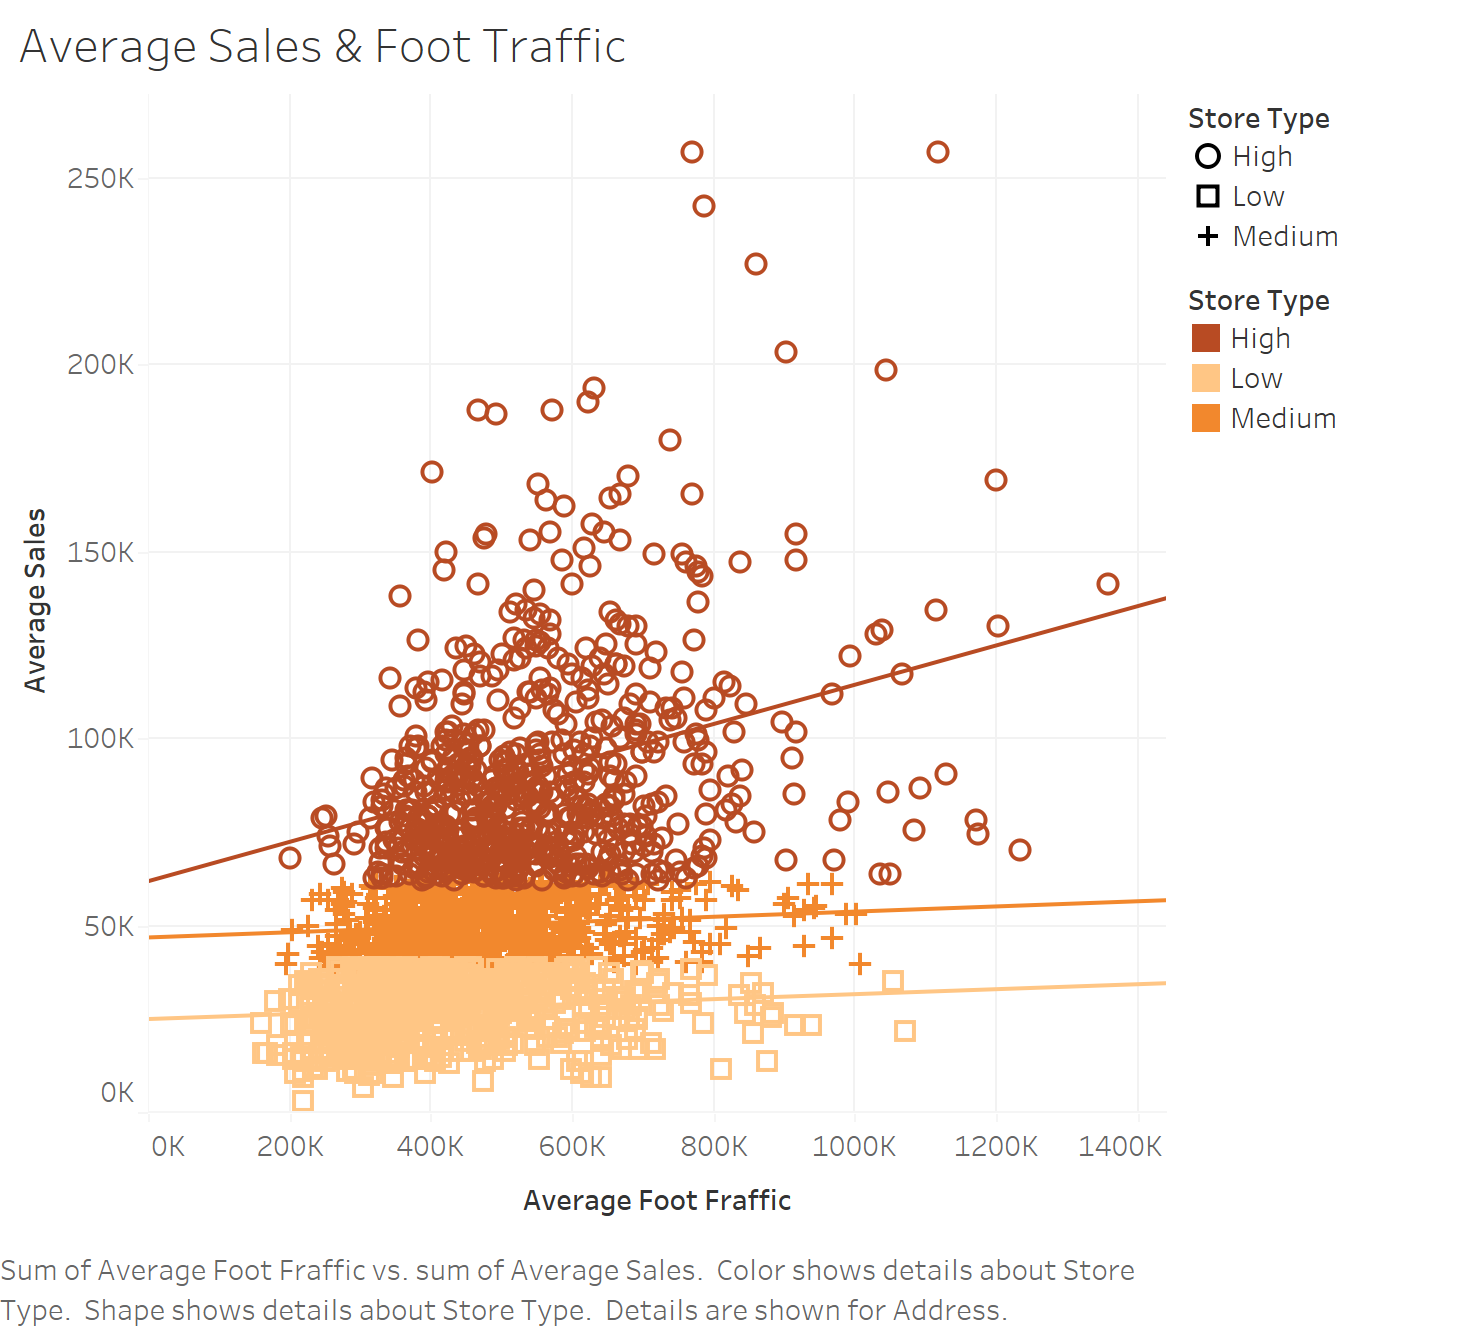 Average Sales & Foot Traffic
Store Type
High
Low
Medium
Store Type
High
Low
Medium
Average Sales
250K
200K
150K
100K
50K
0K
0K 200K 400K 600K 800K 1000K 1200K 1400K
Average Foot Fraffic
Sum of Average Foot Fraffic vs. sum of Average Sales. Color shows details about Store
Type. Shape shows details about Store Type. Details are shown for Address.